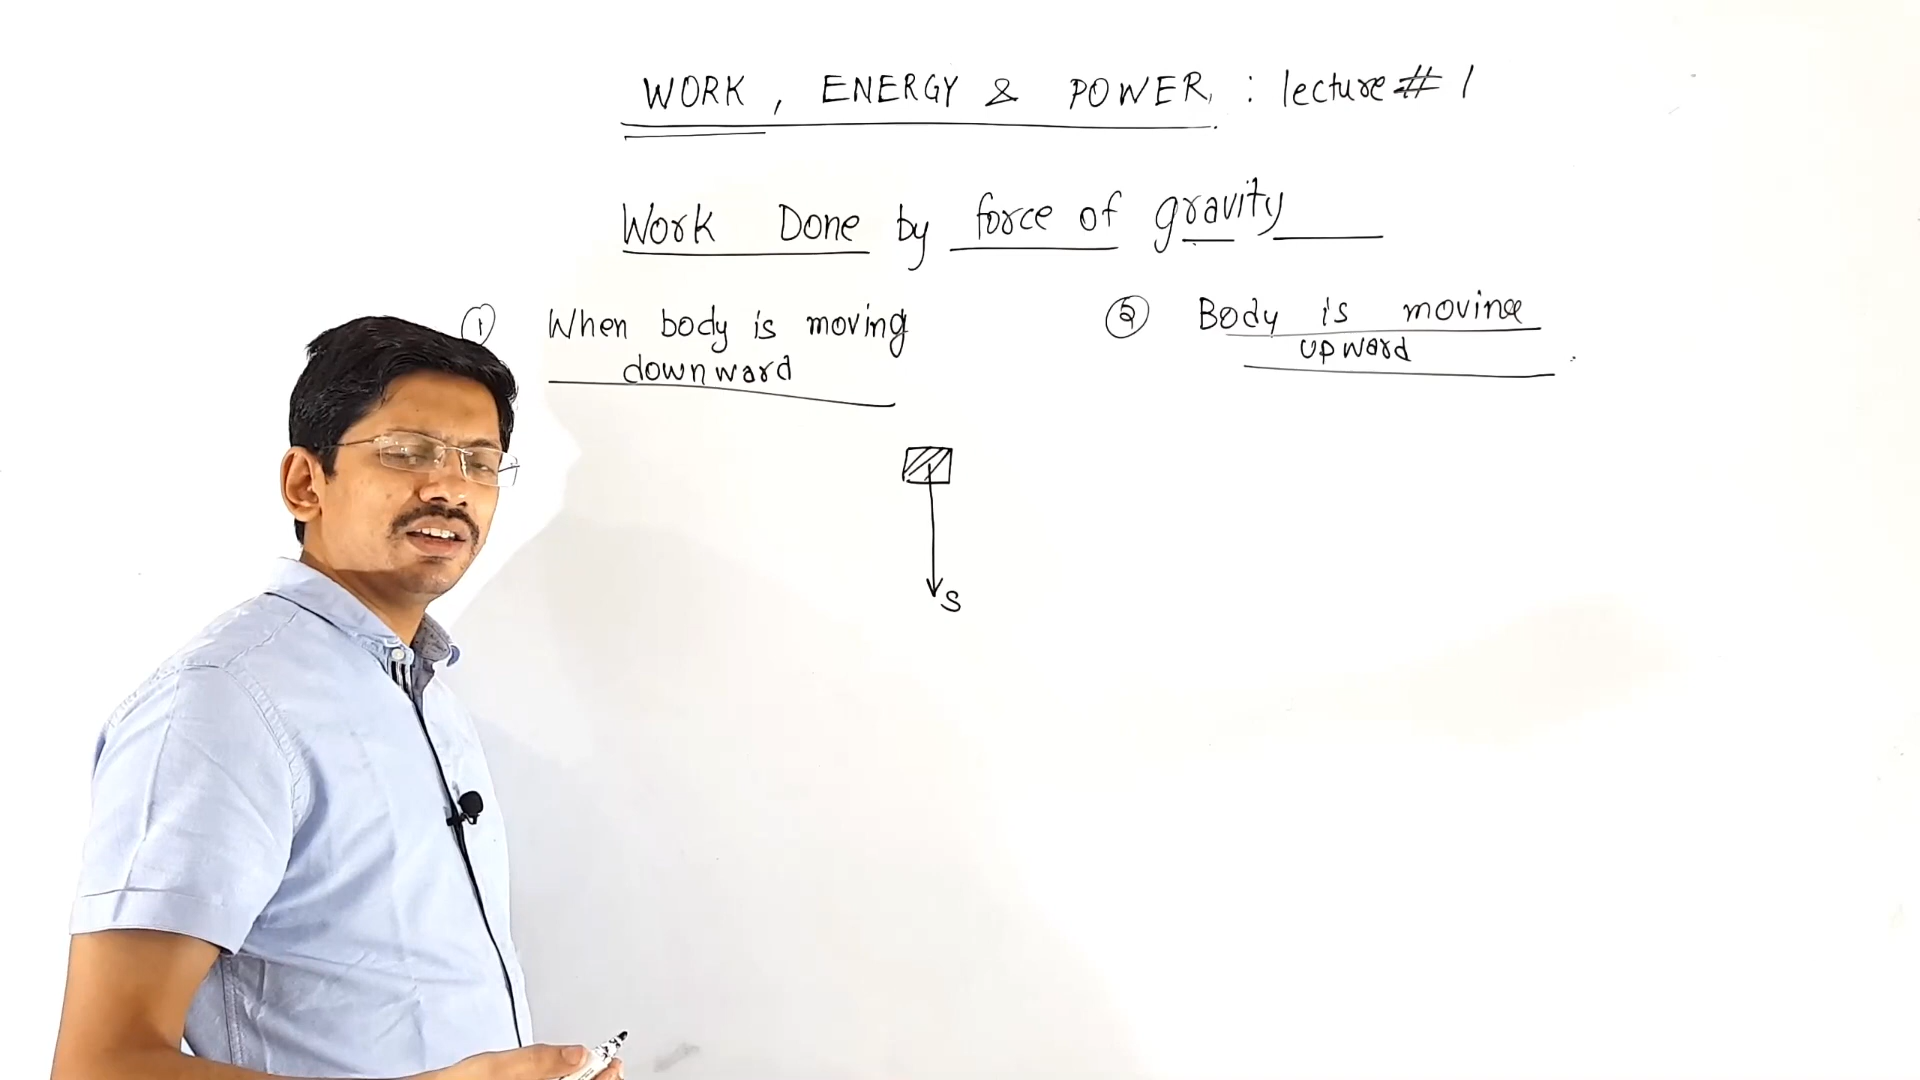 WORK, ENERGY & POWER : lecture # 1
Work Done by force of gravity
① When body is moving
downward
② Body is moving
upward
S